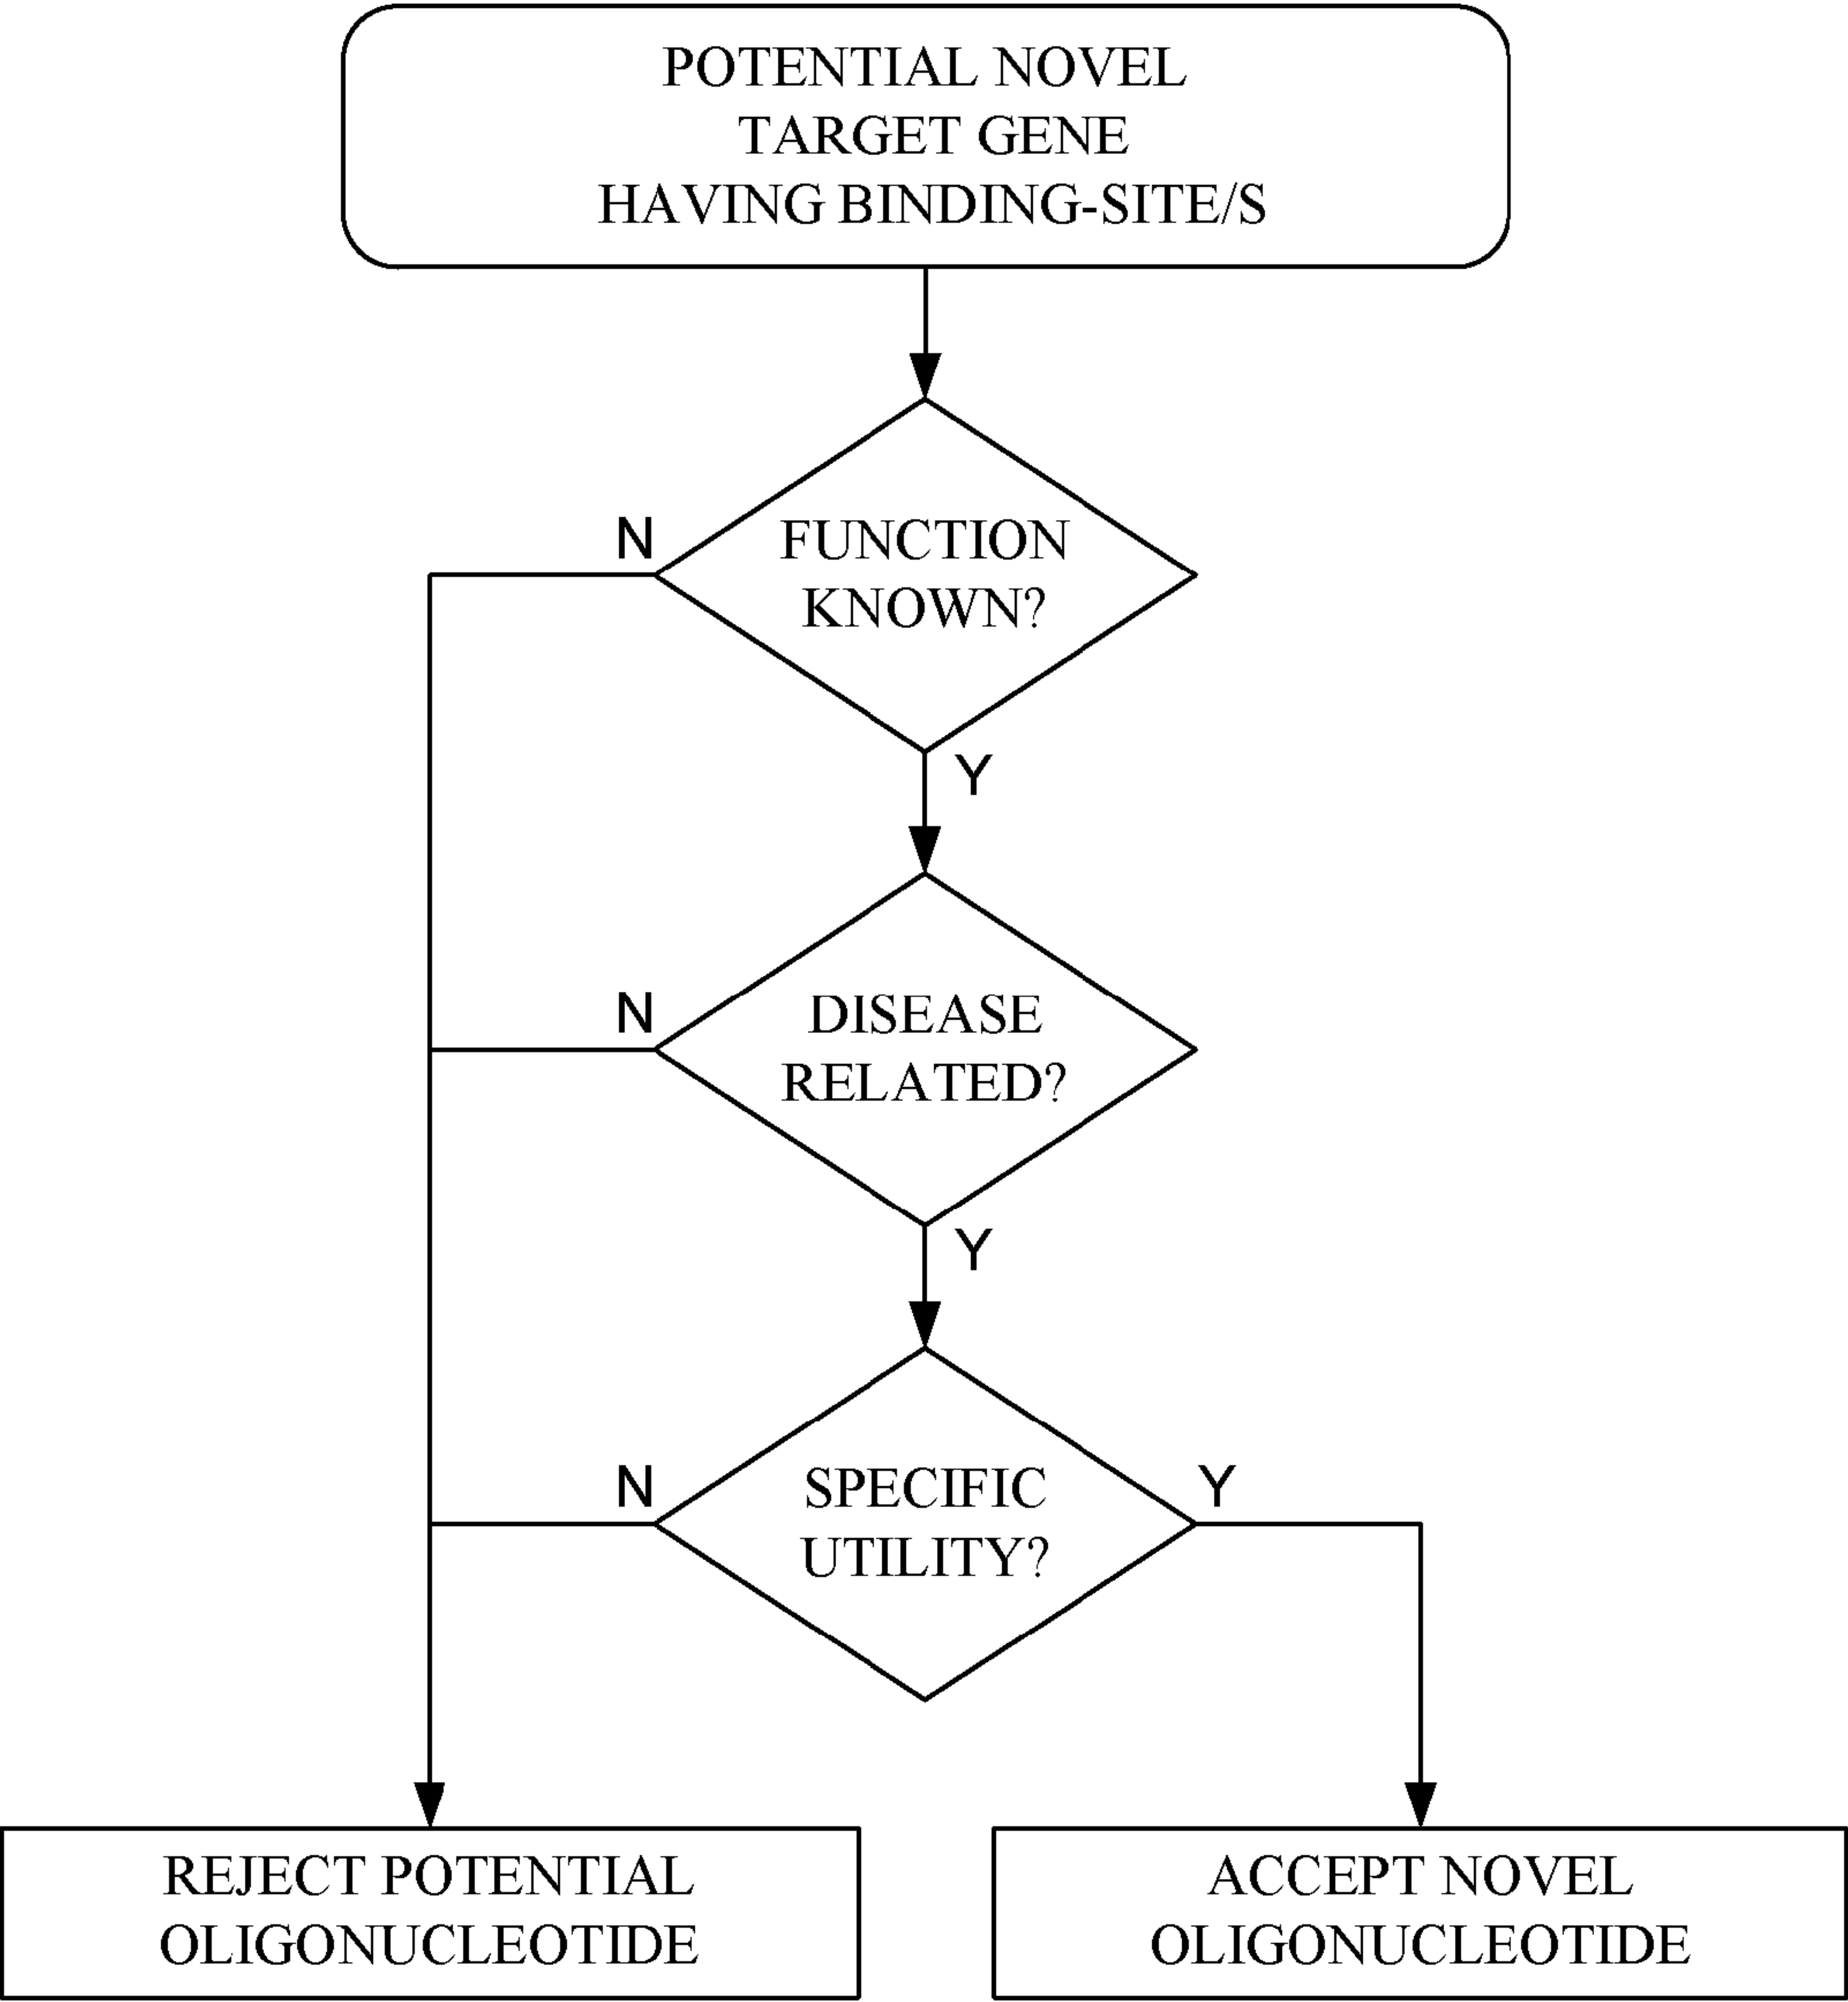 POTENTIAL NOVEL
TARGET GENE
HAVING BINDING-SITE/S
N
FUNCTION
KNOWN?
Y
N
DISEASE
RELATED?
Y
N
SPECIFIC
UTILITY?
Y
REJECT POTENTIAL
OLIGONUCLEOTIDE
ACCEPT NOVEL
OLIGONUCLEOTIDE